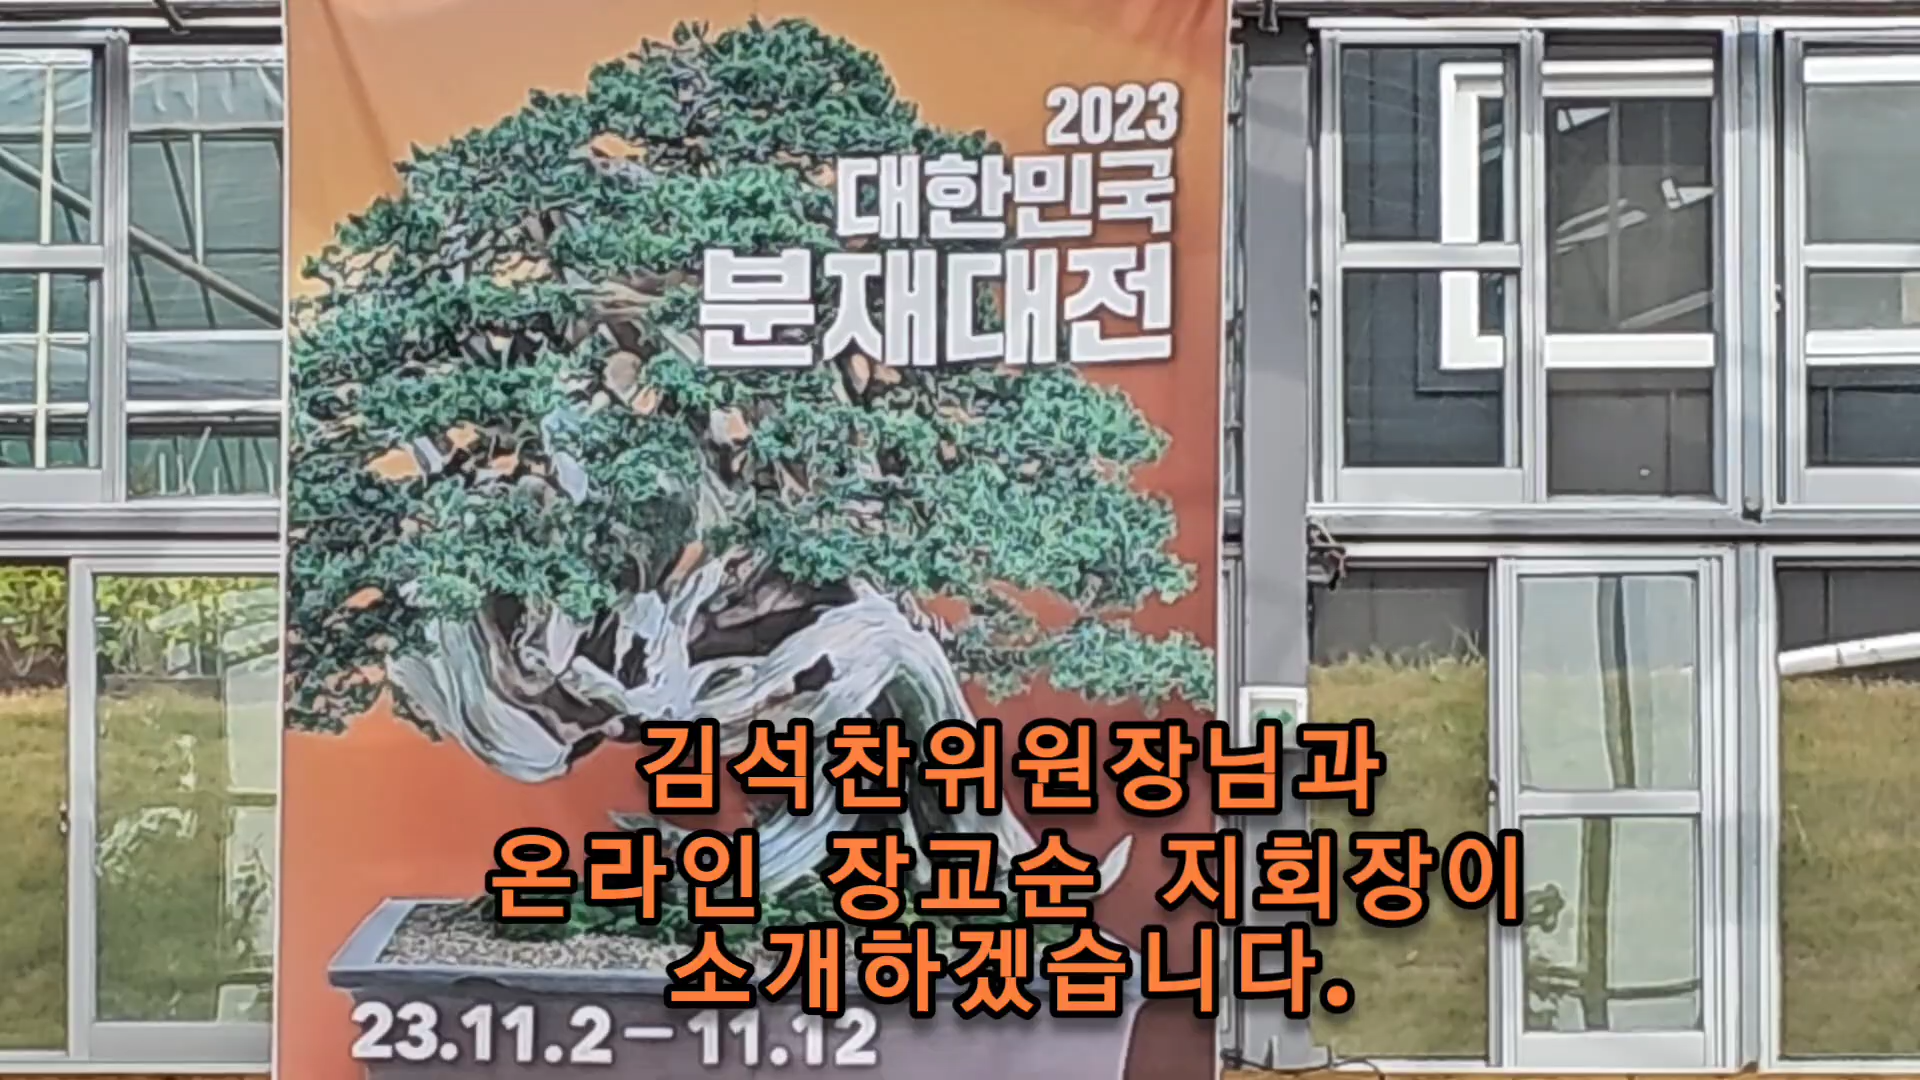 2023
대한민국
분재대전
김석찬위원장님과
온라인 장교순 지회장이
소개하겠습니다.
23.11.2-11.12